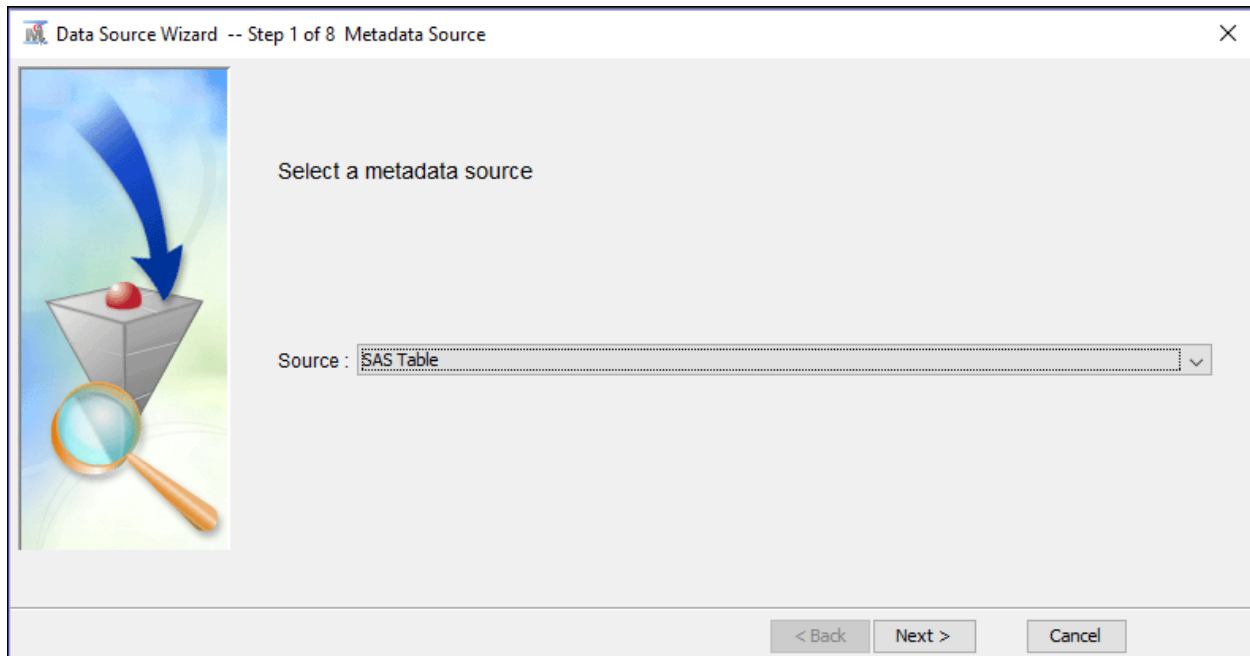 Data Source Wizard -- Step 1 of 8 Metadata Source
Select a metadata source
Source : SAS Table
< Back Next > Cancel